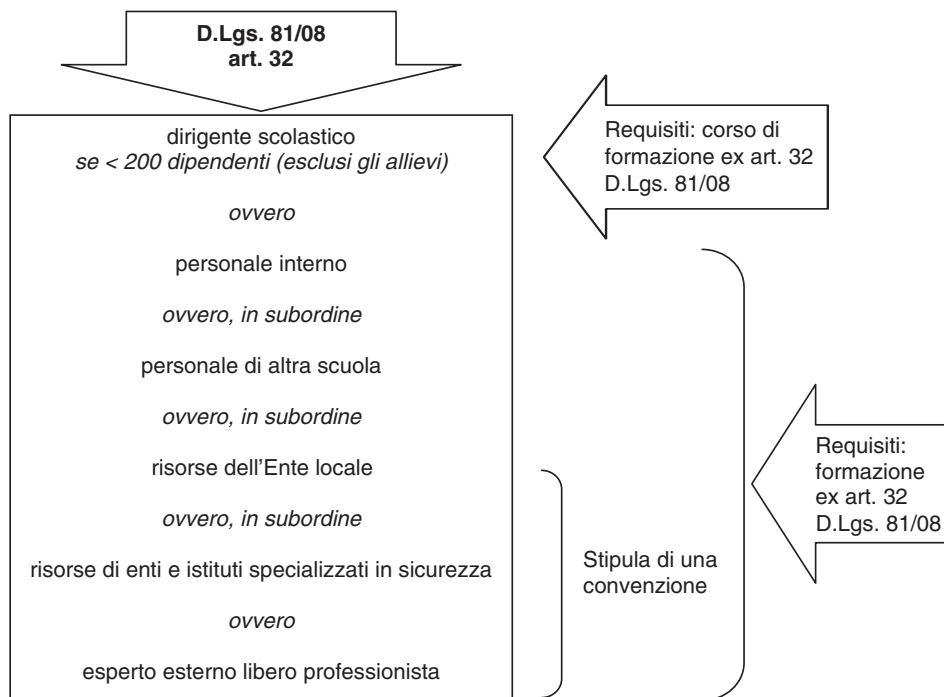 D.Lgs. 81/08
art. 32
dirigente scolastico
se < 200 dipendenti (esclusi gli allievi)
ovvero
personale interno
ovvero, in subordine
personale di altra scuola
ovvero, in subordine
risorse dell'Ente locale
ovvero, in subordine
risorse di enti e istituti specializzati in sicurezza
ovvero
esperto esterno libero professionista
Requisiti: corso di
formazione ex art. 32
D.Lgs. 81/08
Stipula di una
convenzione
Requisiti:
formazione
ex art. 32
D.Lgs. 81/08